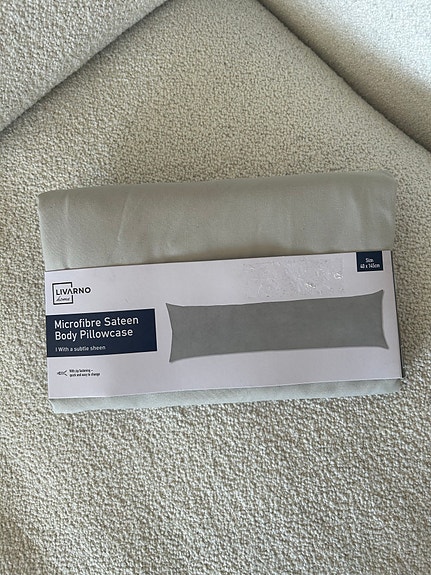 LIVARNO
home
Size
40 x 145cm
Microfibre Sateen
Body Pillowcase
| With a subtle sheen
With zip fastening –
quick and easy to change